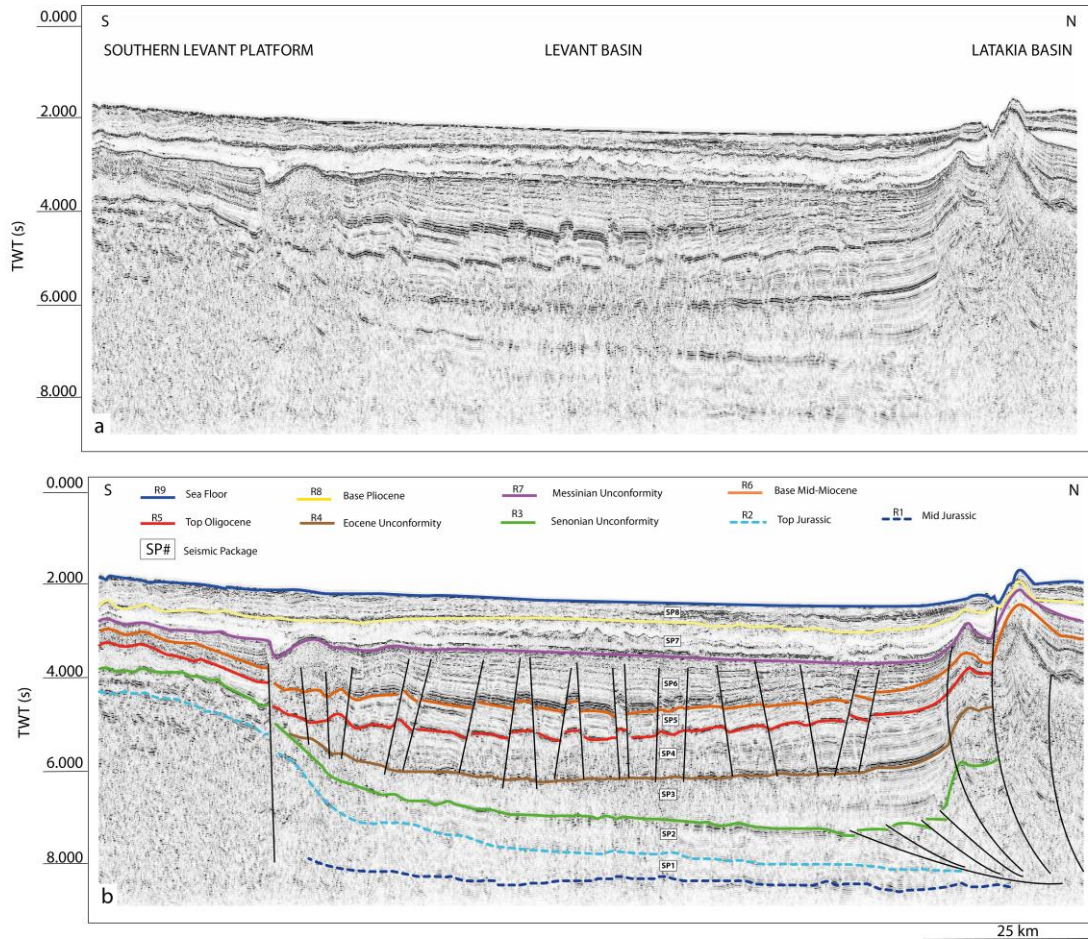 0.000
S
N
SOUTHERN LEVANT PLATFORM
LEVANT BASIN
LATAKIA BASIN
2.000
4.000
TWT (s)
6.000
8.000
a
0.000
S
N
R9 Sea Floor
R8 Base Pliocene
R7 Messinian Unconformity
R6 Base Mid-Miocene
R5 Top Oligocene
R4 Eocene Unconformity
R3 Senonian Unconformity
R2 Top Jurassic
R1 Mid Jurassic
SP# Seismic Package
2.000
SP8
SP7
4.000
SP6
TWT (s)
SP5
SP4
6.000
SP3
SP2
8.000
SP1
b
25 km